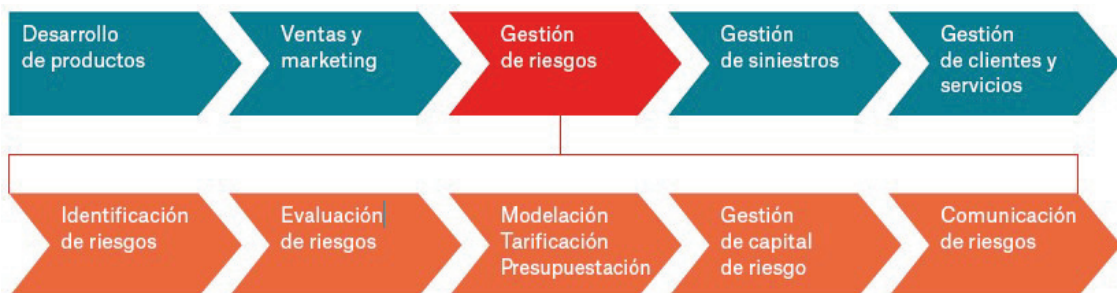 Desarrollo
de productos
Ventas y
marketing
Gestión
de riesgos
Gestión
de siniestros
Gestión
de clientes y
servicios
Identificación
de riesgos
Evaluación
de riesgos
Modelación
Tarificación
Presupuestación
Gestión
de capital
de riesgo
Comunicación
de riesgos